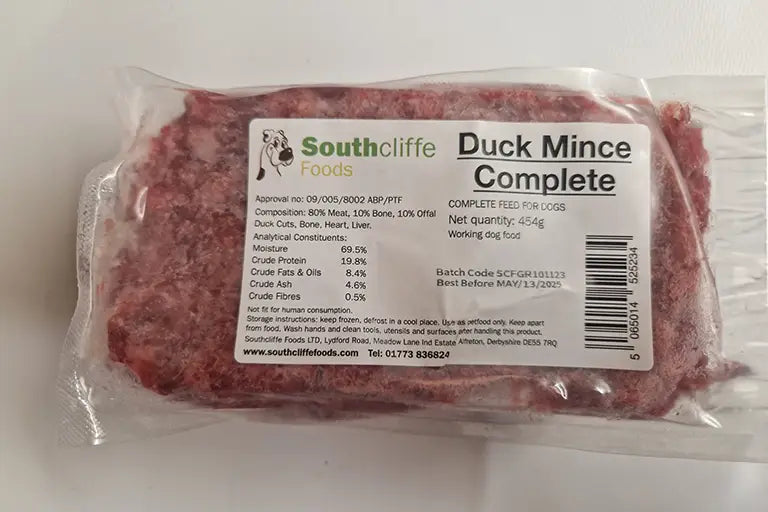 Southcliffe
Foods
Duck Mince
Complete
COMPLETE FEED FOR DOGS
Net quantity: 454g
Working dog food
Approval no: 09/005/8002 ABP/PTF
Composition: 80% Meat, 10% Bone, 10% Offal
Duck Cuts, Bone, Heart, Liver.
Analytical Constituents:
Moisture 69.5%
Crude Protein 19.8%
Crude Fats & Oils 8.4%
Crude Ash 4.6%
Crude Fibres 0.5%
Batch Code SCFGR101123
Best Before MAY/13/2025
Not fit for human consumption.
Storage instructions: keep frozen, defrost in a cool place. Use as petfood only. Keep apart
from food. Wash hands and clean tools, utensils and surfaces after handling this product.
Southcliffe Foods LTD, Lydford Road, Meadow Lane Ind Estate Alfreton, Derbyshire DE55 7RQ
www.southcliffefoods.com Tel: 01773 836824
5 065014 525234